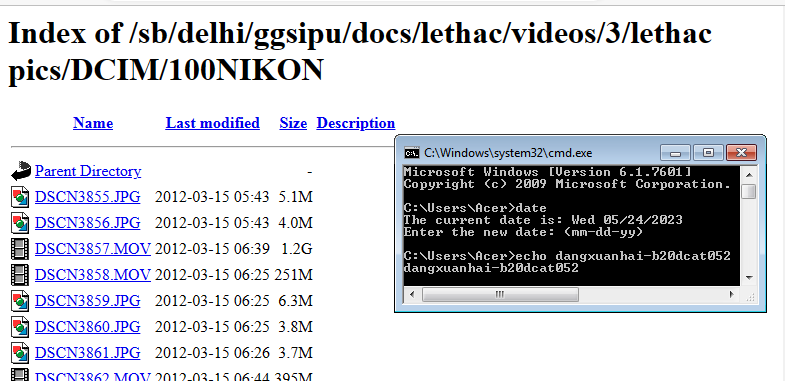 Index of /sb/delhi/ggsipu/docs/lethac/videos/3/lethac
pics/DCIM/100NIKON
Name Last modified Size Description
Parent Directory -
DSCN3855.JPG 2012-03-15 05:43 5.1M
DSCN3856.JPG 2012-03-15 05:43 4.0M
DSCN3857.MOV 2012-03-15 06:39 1.2G
DSCN3858.MOV 2012-03-15 06:25 251M
DSCN3859.JPG 2012-03-15 06:25 6.3M
DSCN3860.JPG 2012-03-15 06:25 3.8M
DSCN3861.JPG 2012-03-15 06:26 3.7M
DSCN3862.MOV 2012-03-15 06:44 395M
C:\Windows\system32\cmd.exe
Microsoft Windows [Version 6.1.7601]
Copyright (c) 2009 Microsoft Corporation.
C:\Users\Acer>date
The current date is: Wed 05/24/2023
Enter the new date: (mm-dd-yy)
C:\Users\Acer>echo dangxuanhai-b20dcat052
dangxuanhai-b20dcat052